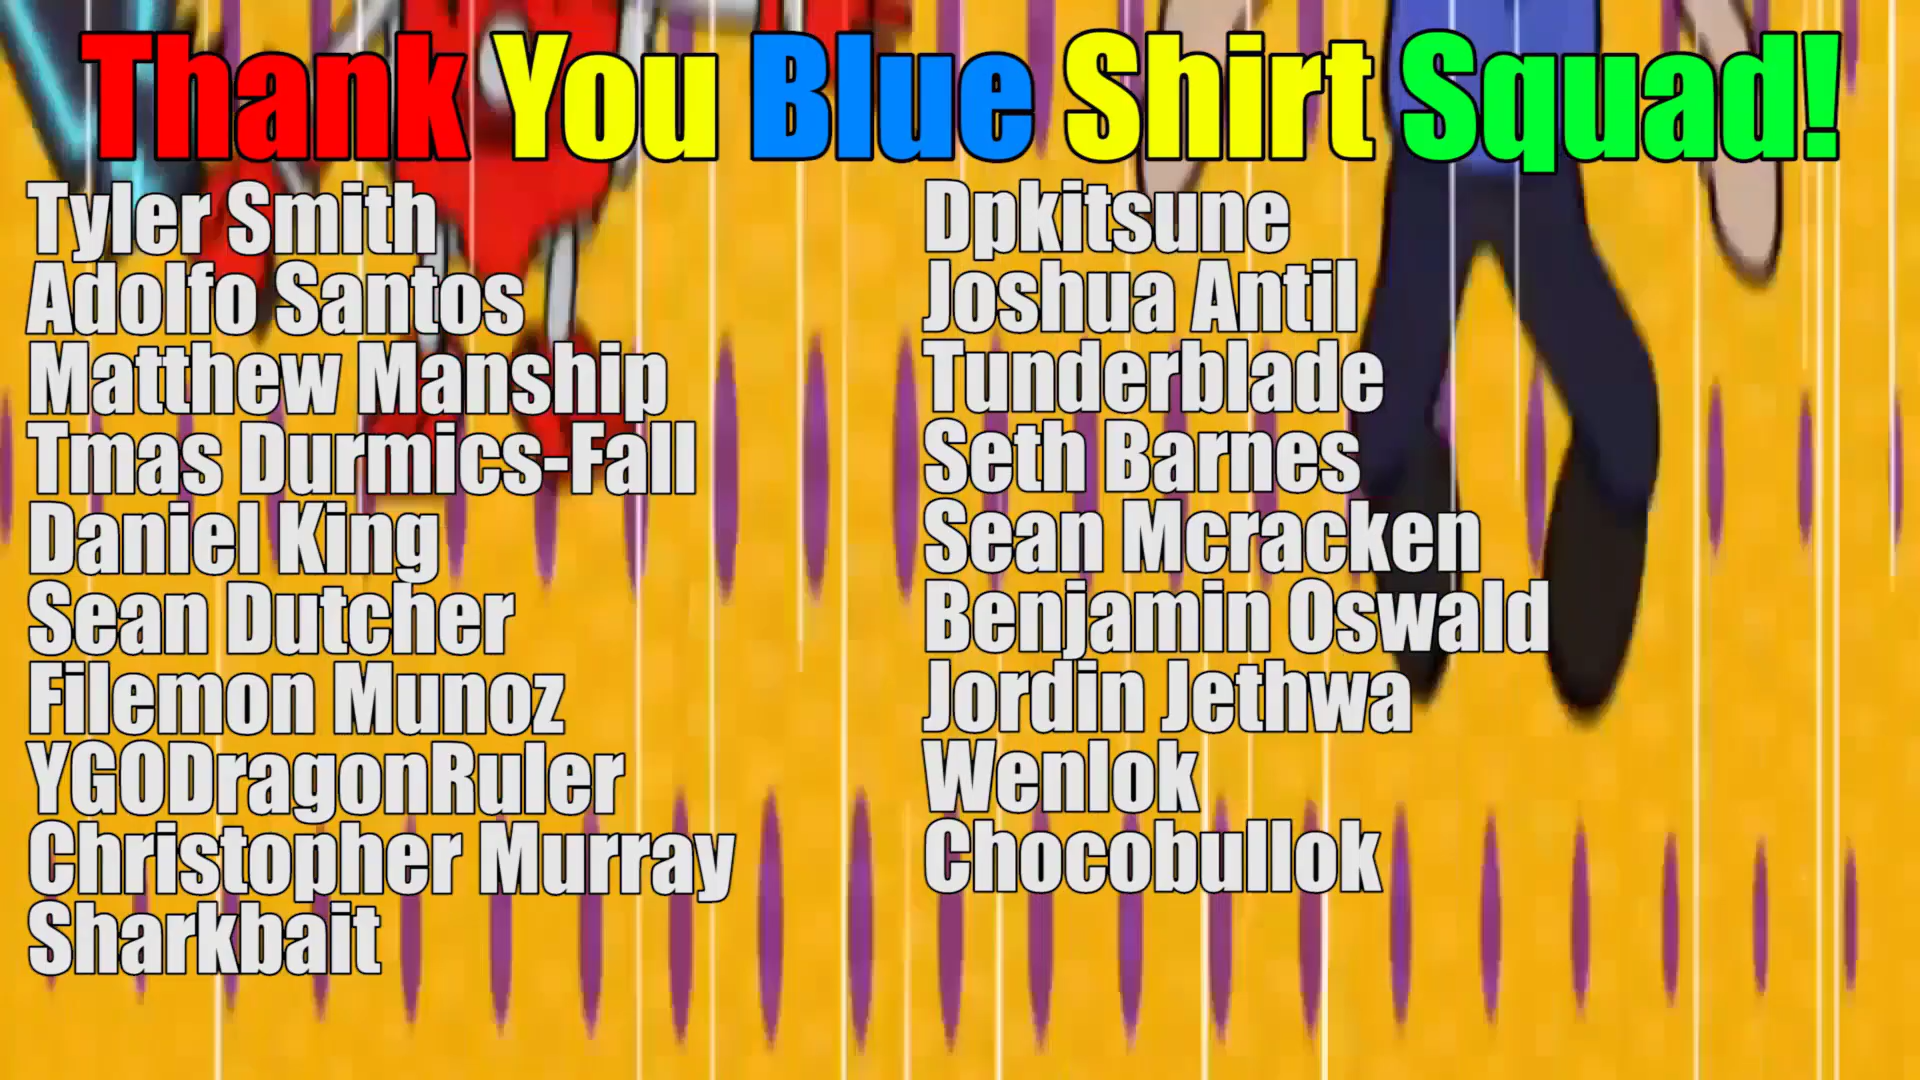 Thank You Blue Shirt Squad!
Tyler Smith
Adolfo Santos
Matthew Manship
Tmas Durmics-Fall
Daniel King
Sean Dutcher
Filemon Munoz
YGODragonRuler
Christopher Murray
Sharkbait
Dpkitsune
Joshua Antil
Tunderblade
Seth Barnes
Sean Mcracken
Benjamin Oswald
Jordin Jethwa
Wenlok
Chocobullok